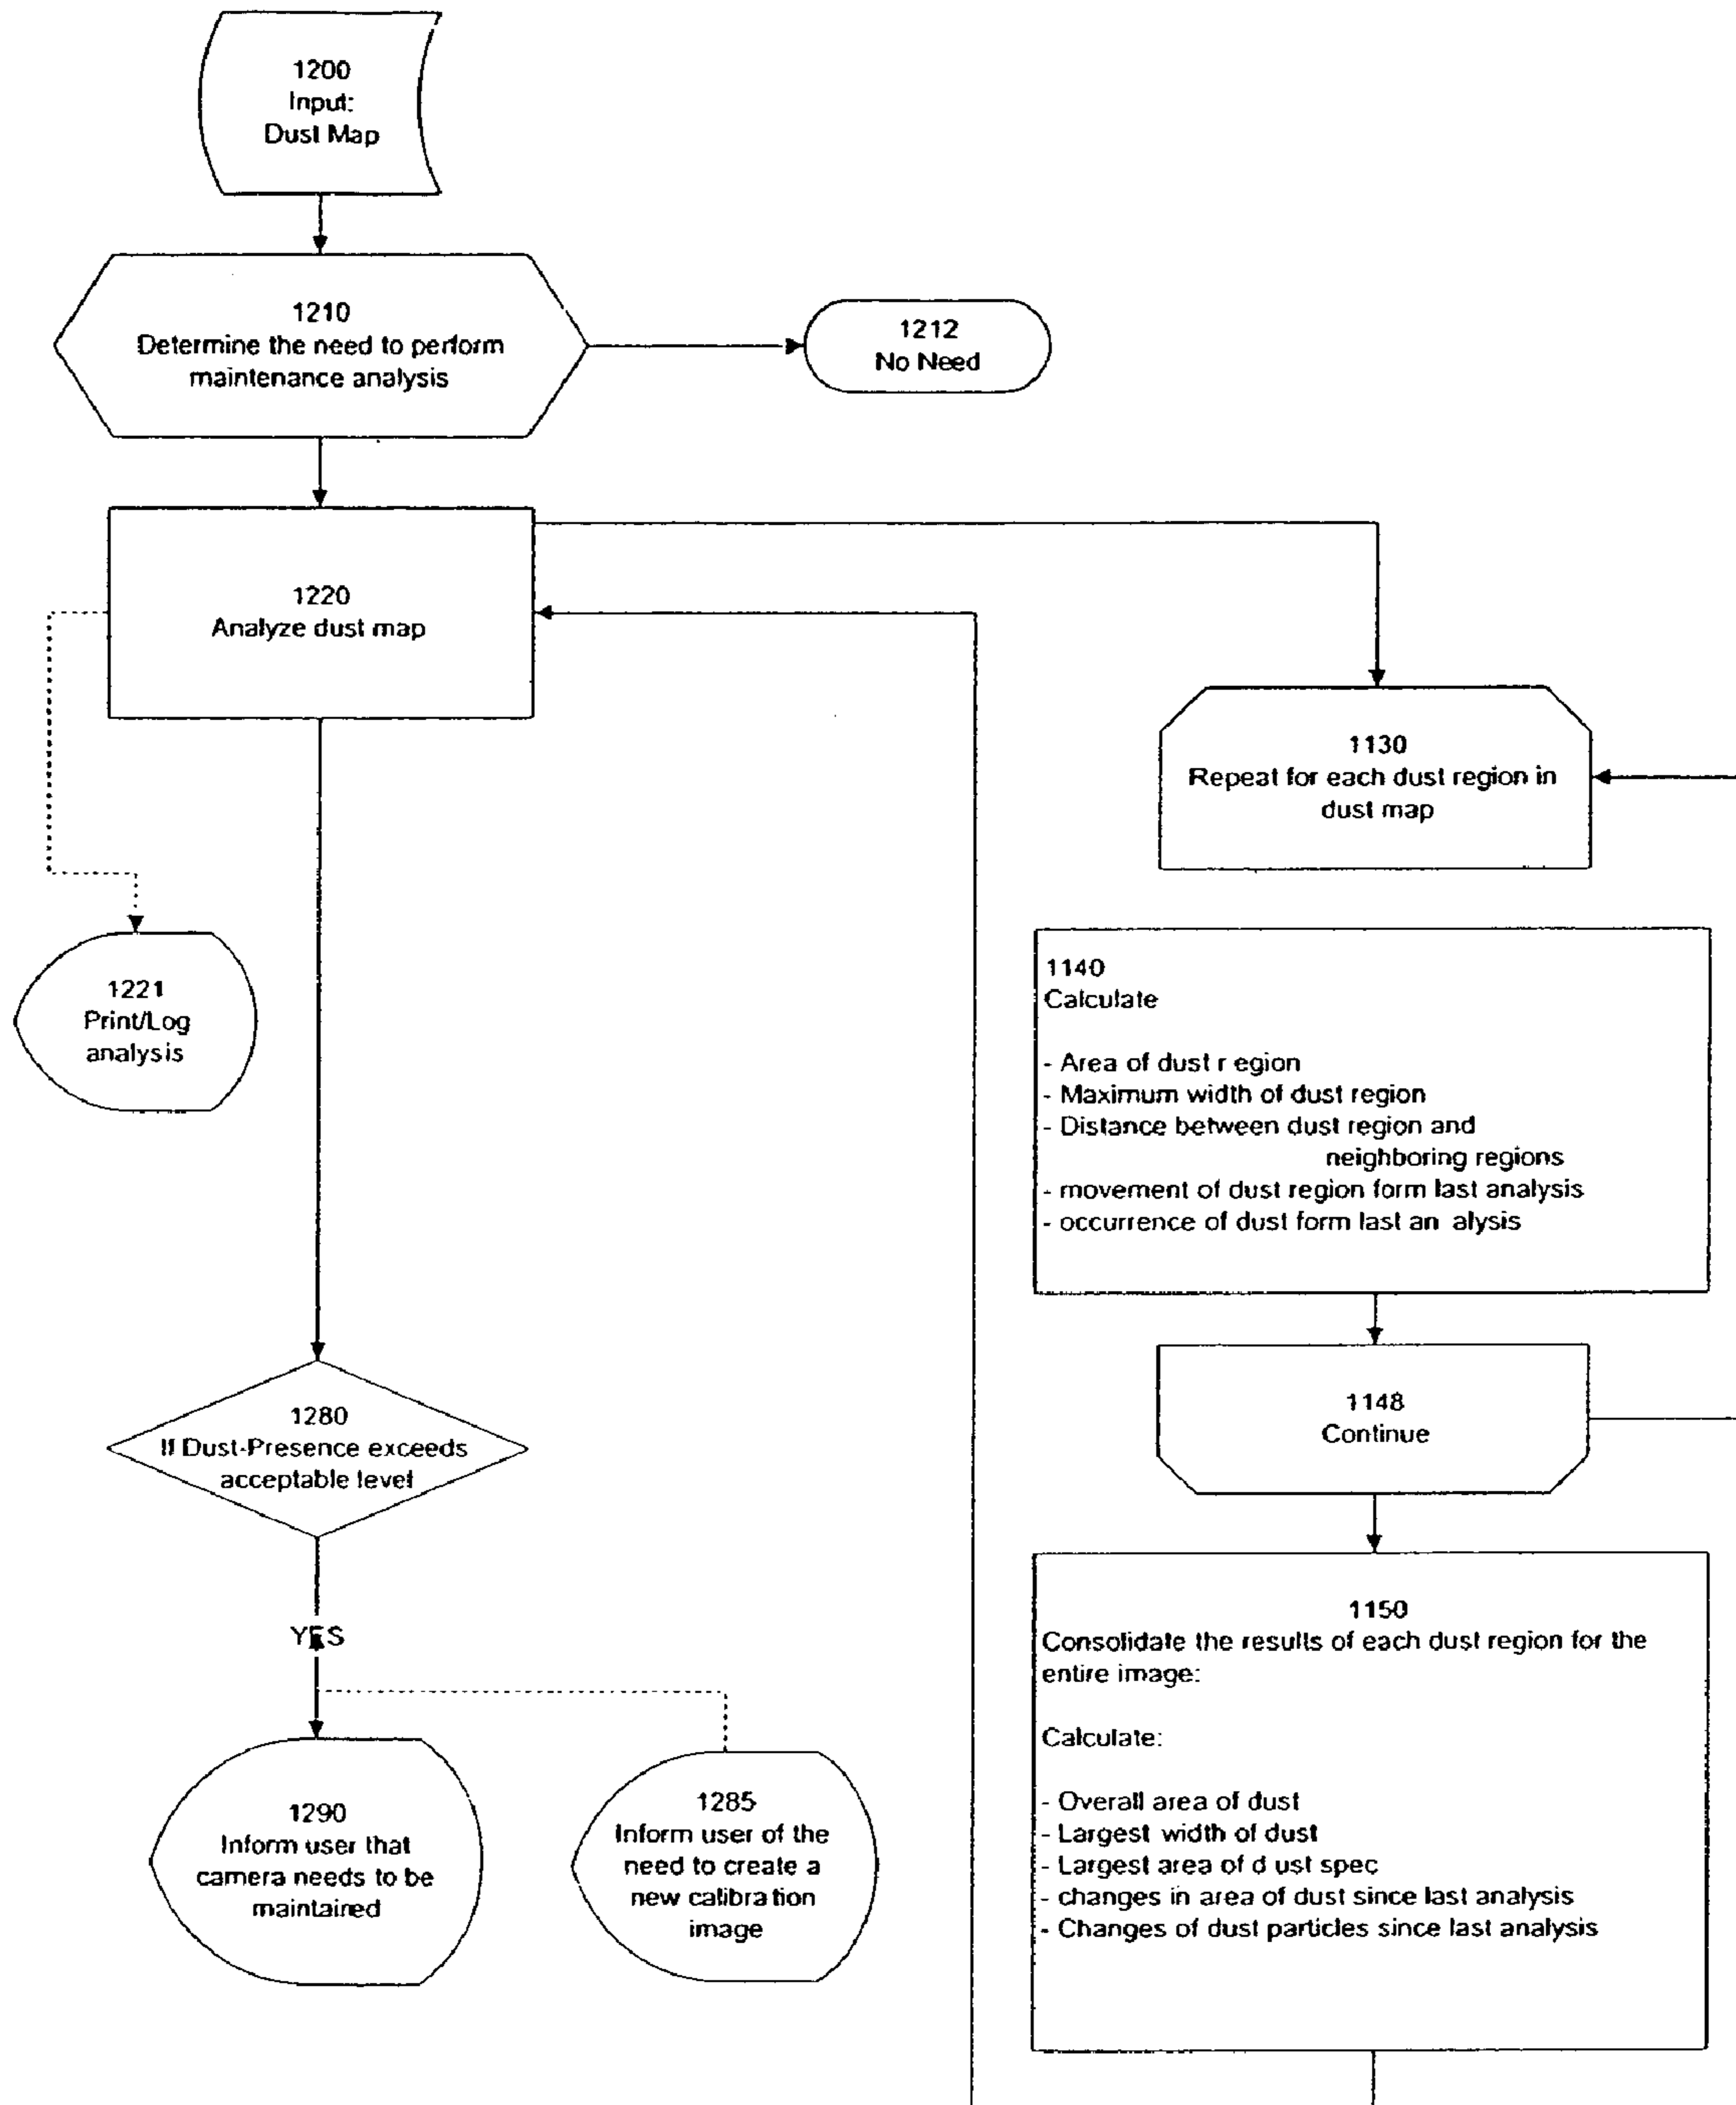 1200
Input:
Dust Map
1210
Determine the need to perform
maintenance analysis
1212
No Need
1220
Analyze dust map
1130
Repeat for each dust region in
dust map
1221
Print/Log
analysis
1140
Calculate
- Area of dust r egion
- Maximum width of dust region
- Distance between dust region and
neighboring regions
- movement of dust region form last analysis
- occurrence of dust form last an alysis
1280
If Dust-Presence exceeds
acceptable level
1148
Continue
YES
1150
Consolidate the results of each dust region for the
entire image:
Calculate:
- Overall area of dust
- Largest width of dust
- Largest area of d ust spec
- changes in area of dust since last analysis
- Changes of dust particles since last analysis
1290
Inform user that
camera needs to be
maintained
1285
Inform user of the
need to create a
new calibration
image